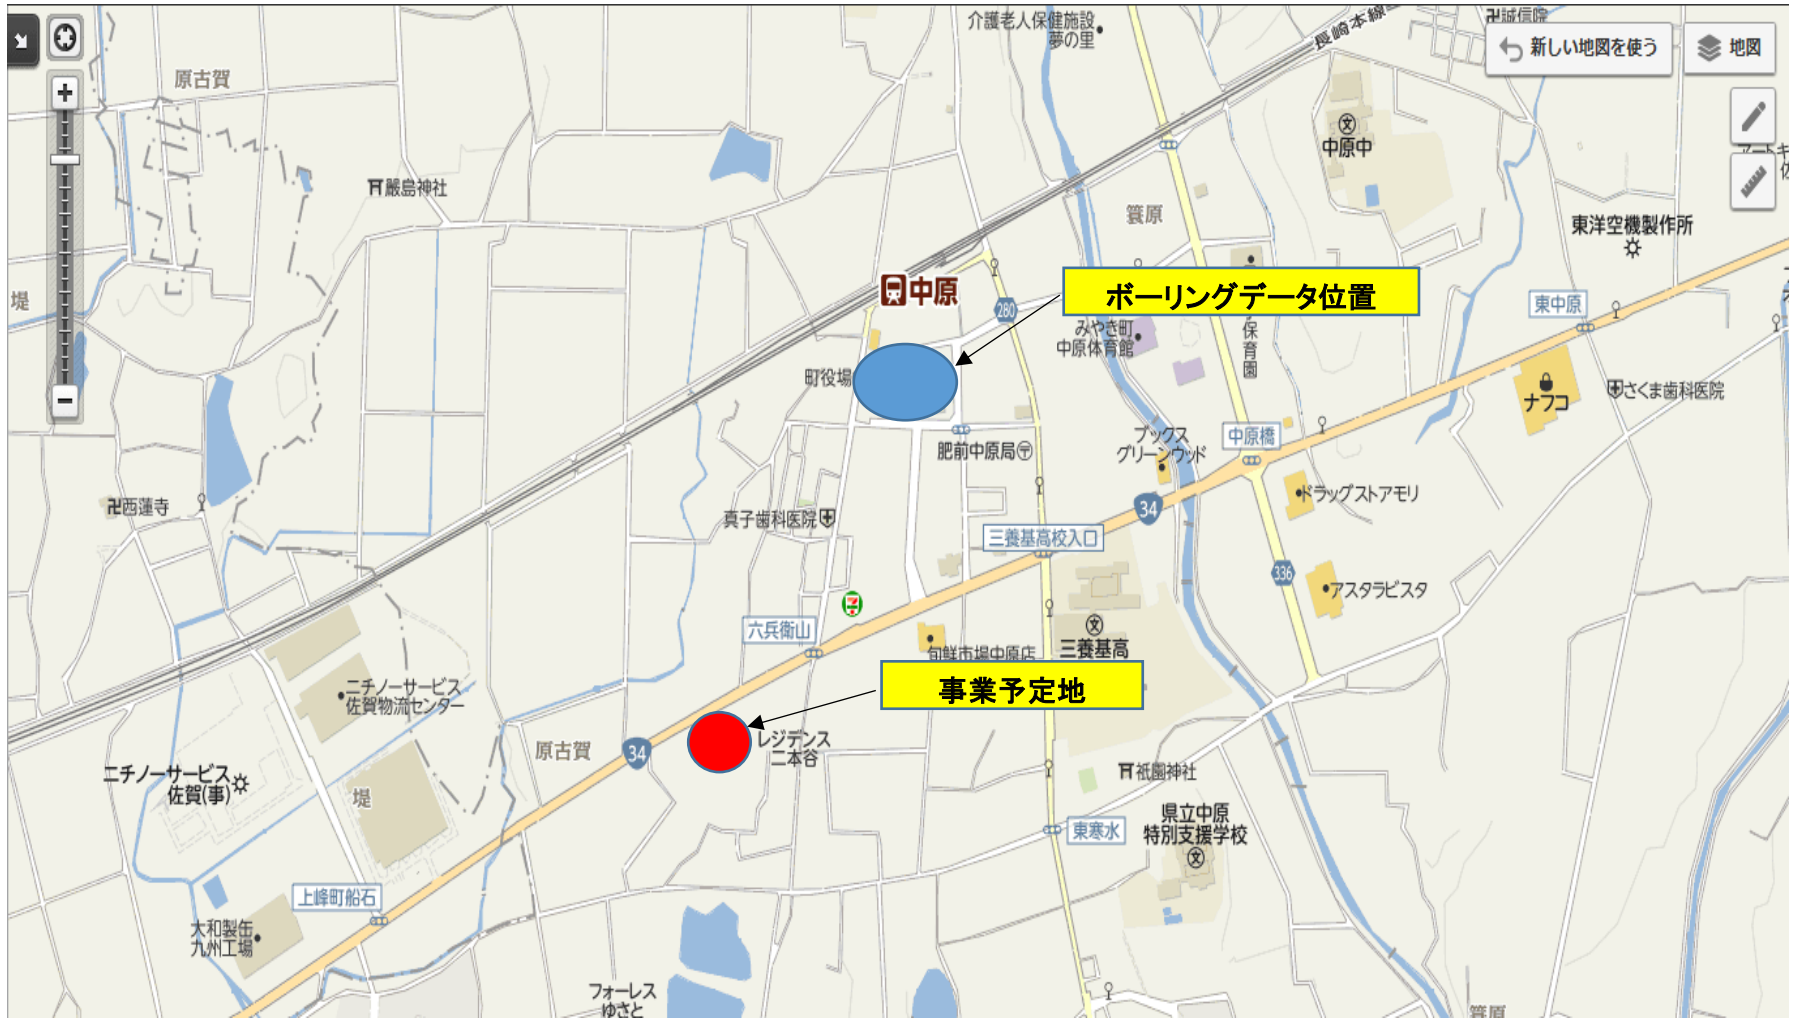 介護老人保健施設
夢の里
長崎本線
卍誠信院
新しい地図を使う
地図
原古賀
中原中
嚴島神社
簑原
東洋空機製作所
堤
中原
ボーリングデータ位置
280
東中原
みやき町
中原体育館
保育園
町役場
ナフコ
さくま歯科医院
ブックス
グリーンウッド
中原橋
肥前中原局
卍西蓮寺
真子歯科医院
34
ドラッグストアモリ
三養基高校入口
336
アスタラビスタ
六兵衛山
旬鮮市場中原店
三養基高
事業予定地
ニチノーサービス
佐賀物流センター
原古賀
34
レジデンス
二本谷
ニチノーサービス
佐賀(事)
堤
祇園神社
県立中原
特別支援学校
東寒水
上峰町船石
大和製缶
九州工場
フォーレス
ゆさと
簑原